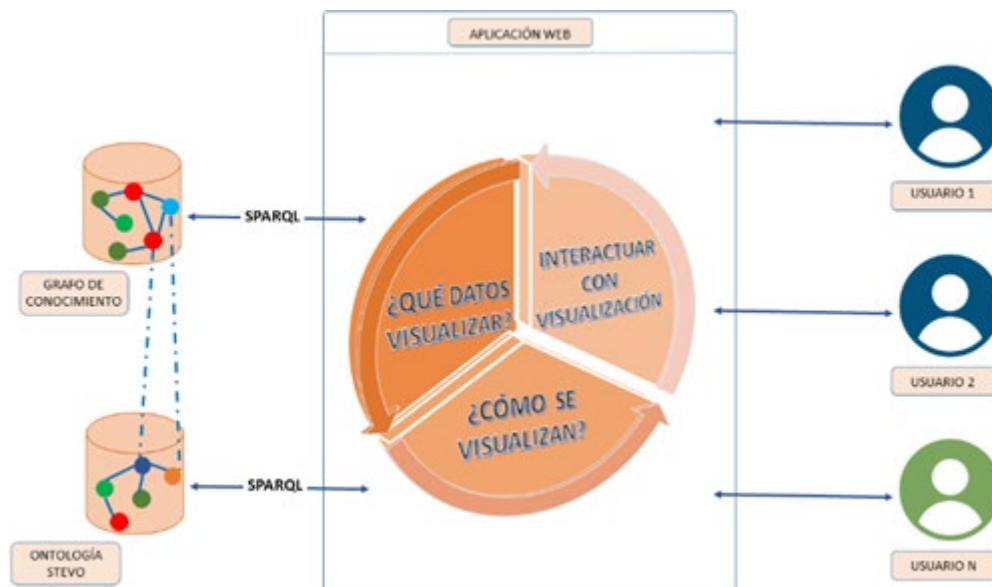 APLICACIÓN WEB
SPARQL
GRAFO DE
CONOCIMIENTO
¿QUÉ DATOS
VISUALIZAR?
INTERACTUAR
CON
VISUALIZACIÓN
¿CÓMO SE
VISUALIZAN?
SPARQL
ONTOLOGÍA
STEVO
USUARIO 1
USUARIO 2
USUARIO N